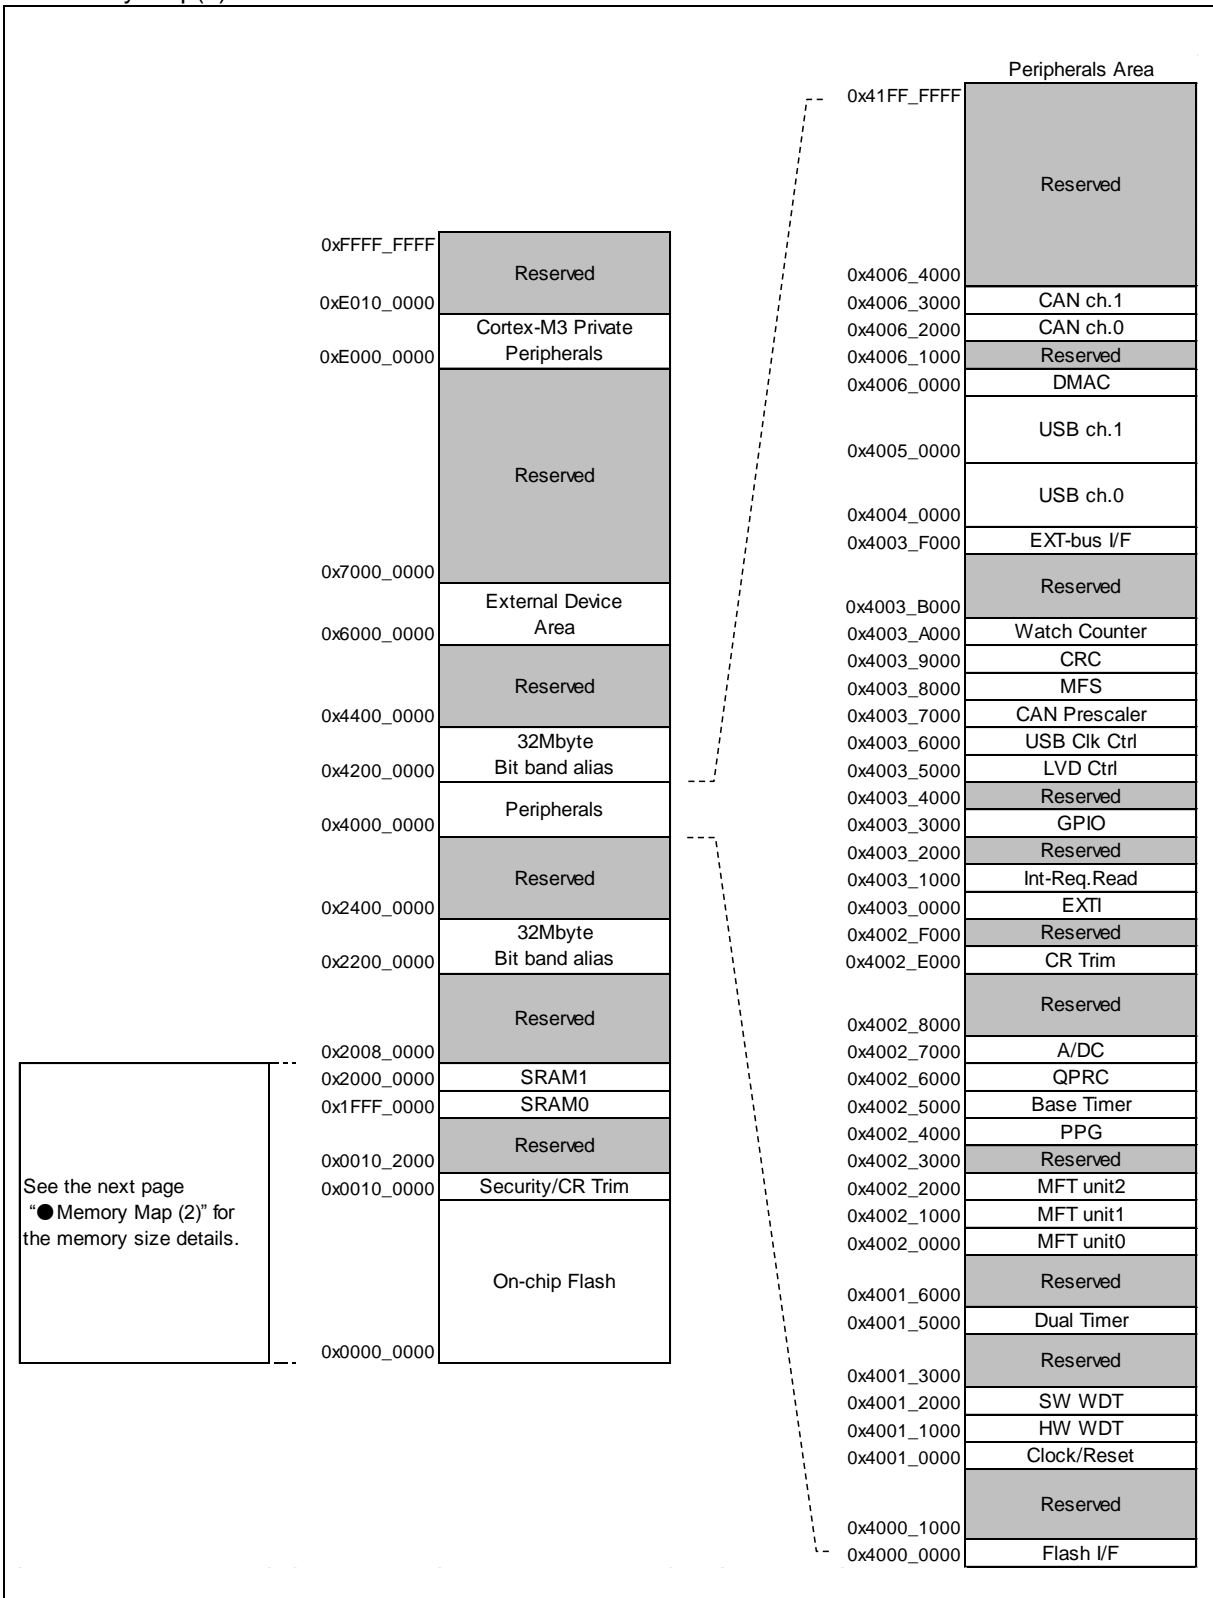 Peripherals Area
0x41FF_FFFF
Reserved
0x4006_4000
0x4006_3000 CAN ch.1
0x4006_2000 CAN ch.0
0x4006_1000 Reserved
0x4006_0000 DMAC
USB ch.1
0x4005_0000
USB ch.0
0x4004_0000
0x4003_F000 EXT-bus I/F
Reserved
0x4003_B000
0x4003_A000 Watch Counter
0x4003_9000 CRC
0x4003_8000 MFS
0x4003_7000 CAN Prescaler
0x4003_6000 USB Clk Ctrl
0x4003_5000 LVD Ctrl
0x4003_4000 Reserved
0x4003_3000 GPIO
0x4003_2000 Reserved
0x4003_1000 Int-Req.Read
0x4003_0000 EXTI
0x4002_F000 Reserved
0x4002_E000 CR Trim
Reserved
0x4002_8000
0x4002_7000 A/DC
0x4002_6000 QPRC
0x4002_5000 Base Timer
0x4002_4000 PPG
0x4002_3000 Reserved
0x4002_2000 MFT unit2
0x4002_1000 MFT unit1
0x4002_0000 MFT unit0
Reserved
0x4001_6000
0x4001_5000 Dual Timer
Reserved
0x4001_3000
0x4001_2000 SW WDT
0x4001_1000 HW WDT
0x4001_0000 Clock/Reset
Reserved
0x4000_1000
0x4000_0000 Flash I/F
0xFFFF_FFFF
Reserved
0xE010_0000
Cortex-M3 Private
0xE000_0000 Peripherals
Reserved
0x7000_0000
External Device
0x6000_0000 Area
Reserved
0x4400_0000
32Mbyte
0x4200_0000 Bit band alias
Peripherals
0x4000_0000
Reserved
0x2400_0000
32Mbyte
0x2200_0000 Bit band alias
Reserved
0x2008_0000
0x2000_0000 SRAM1
0x1FFF_0000 SRAM0
Reserved
0x0010_2000
0x0010_0000 Security/CR Trim
On-chip Flash
0x0000_0000
See the next page
“●Memory Map (2)” for
the memory size details.